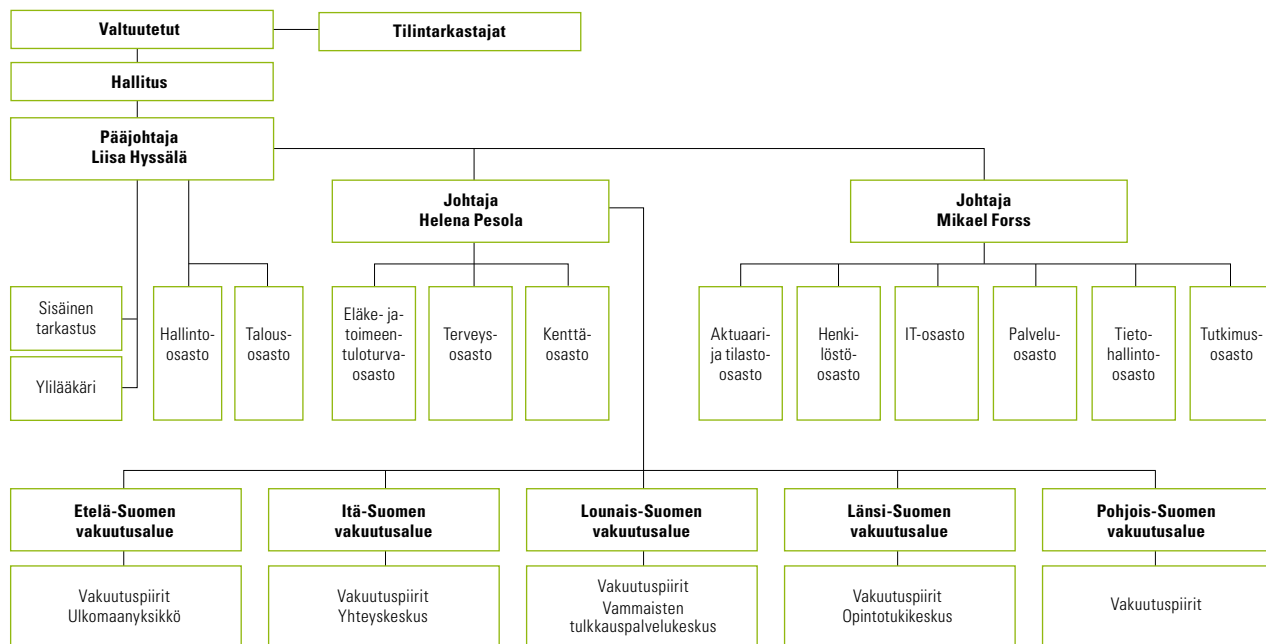 Valtuutetut
Tilintarkastajat
Hallitus
Pääjohtaja
Liisa Hyssälä
Johtaja
Helena Pesola
Johtaja
Mikael Forss
Sisäinen
tarkastus
Ylilääkäri
Hallinto-
osasto
Talous-
osasto
Eläke- ja
toimeen-
tuloturva-
osasto
Terveys-
osasto
Kenttä-
osasto
Aktuaari-
ja tilasto-
osasto
Henki-
löstö-
osasto
IT-osasto
Palvelu-
osasto
Tieto-
hallinto-
osasto
Tutkimus-
osasto
Etelä-Suomen
vakuutusalue
Vakuutuspiirit
Ulkomaanyksikkö
Itä-Suomen
vakuutusalue
Vakuutuspiirit
Yhteyskeskus
Lounais-Suomen
vakuutusalue
Vakuutuspiirit
Vammaisten
tulkkauspalvelukeskus
Länsi-Suomen
vakuutusalue
Vakuutuspiirit
Opintotukikeskus
Pohjois-Suomen
vakuutusalue
Vakuutuspiirit